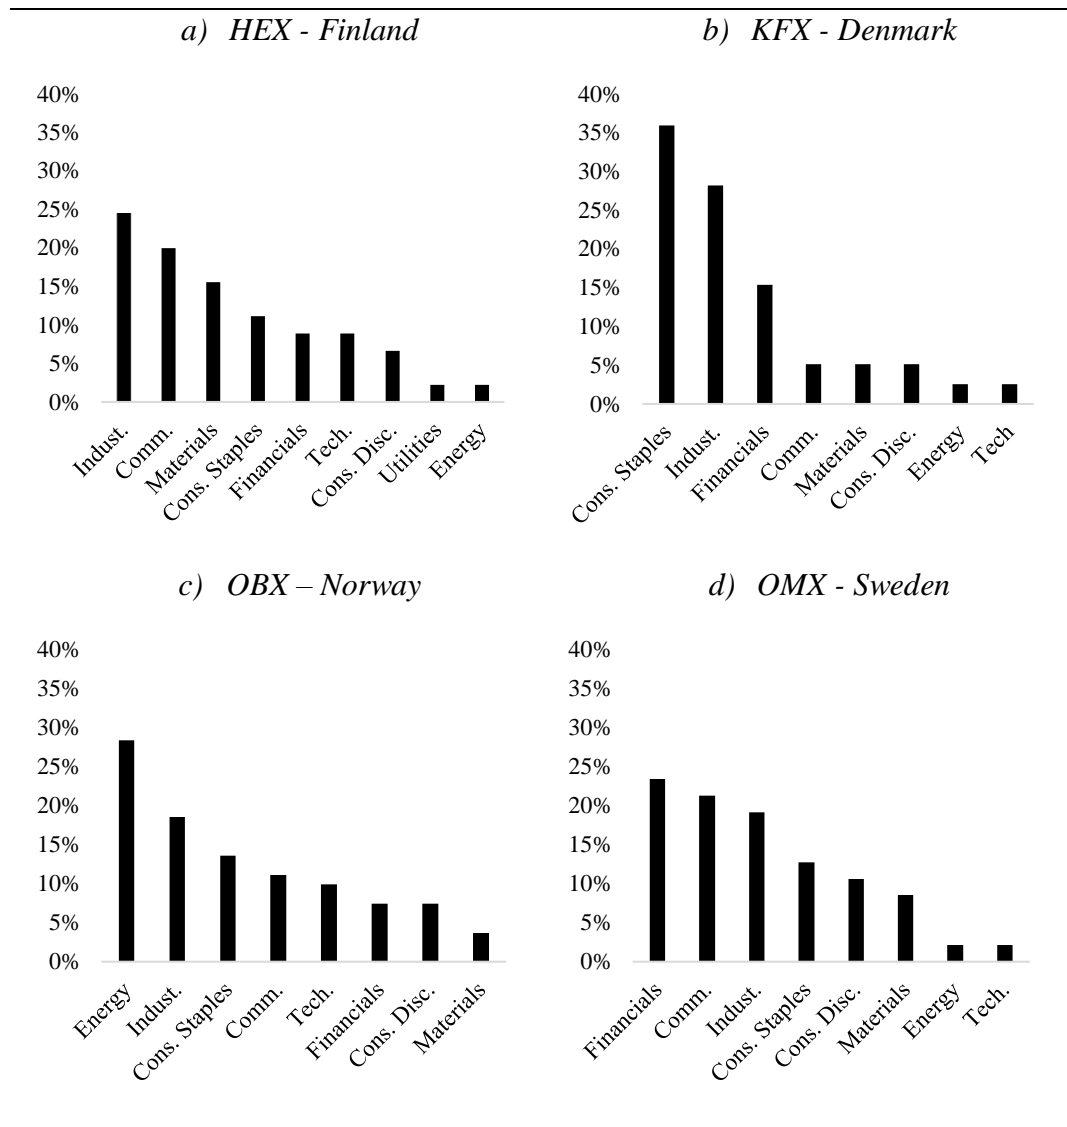 a) HEX - Finland
40%
35%
30%
25%
20%
15%
10%
5%
0%
Indust.
Comm.
Materials
Cons. Staples
Financials
Tech.
Cons. Disc.
Utilities
Energy
b) KFX - Denmark
40%
35%
30%
25%
20%
15%
10%
5%
0%
Cons. Staples
Indust.
Financials
Comm.
Materials
Cons. Disc.
Energy
Tech
c) OBX – Norway
40%
35%
30%
25%
20%
15%
10%
5%
0%
Energy
Indust.
Cons. Staples
Comm.
Tech.
Financials
Cons. Disc.
Materials
d) OMX - Sweden
40%
35%
30%
25%
20%
15%
10%
5%
0%
Financials
Comm.
Indust.
Cons. Staples
Cons. Disc.
Materials
Energy
Tech.